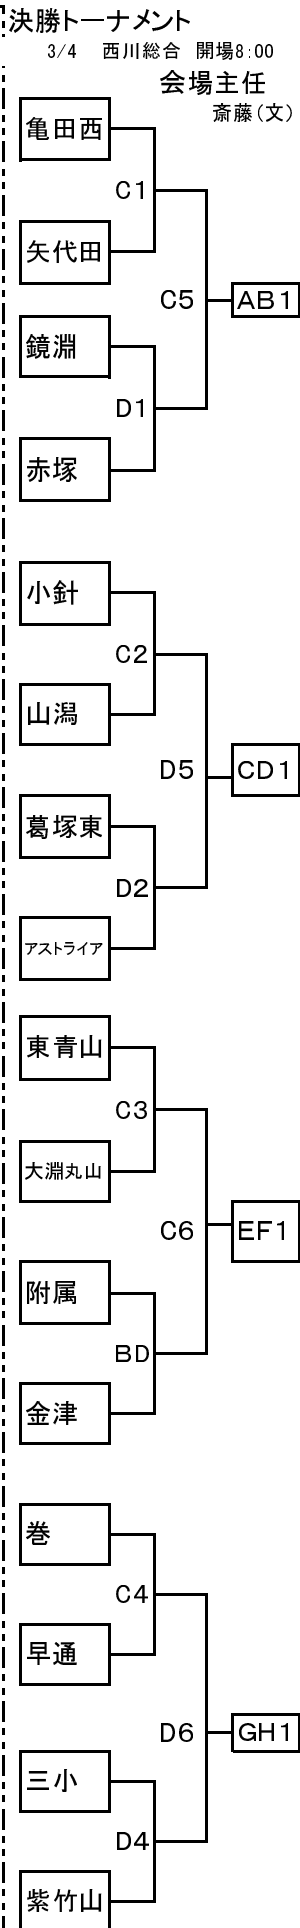 決勝トーナメント
3/4 西川総合 開場8:00
会場主任
斎藤(文)
亀田西
C1
矢代田
C5
AB1
鏡淵
D1
赤塚
小針
C2
山潟
D5
CD1
葛塚東
D2
アストライア
東青山
C3
大淵丸山
C6
EF1
附属
BD
金津
巻
C4
早通
D6
GH1
三小
D4
紫竹山